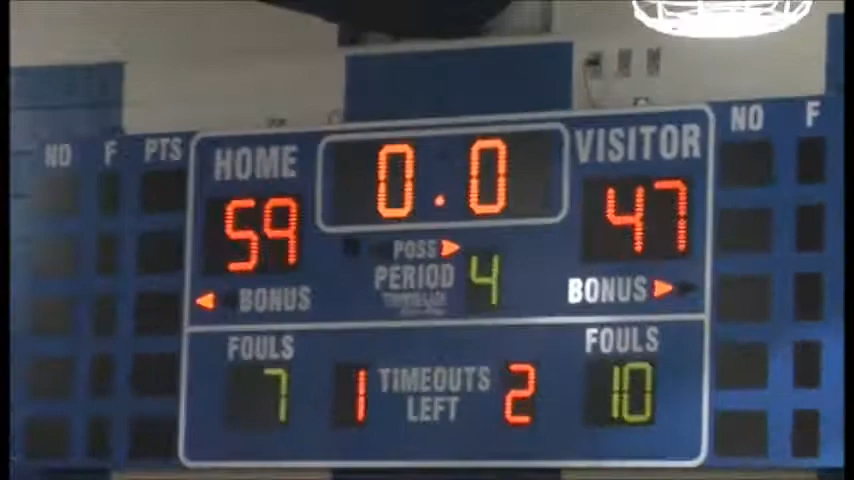 NO F PTS
HOME
0.0
VISITOR
NO F
59
47
POSS
PERIOD 4
BONUS
BONUS
FOULS
FOULS
7
1
TIMEOUTS
LEFT
2
10